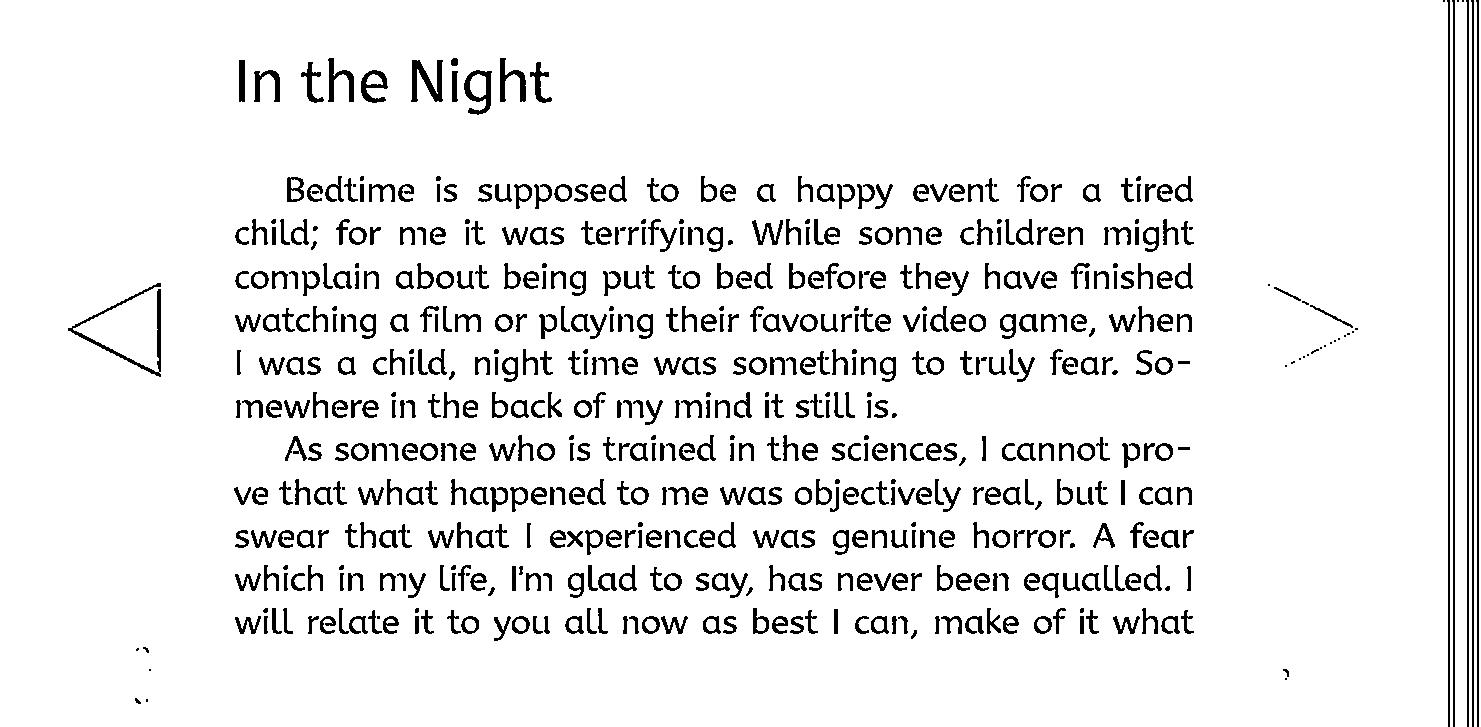 In the Night
Bedtime is supposed to be a happy event for a tired
child; for me it was terrifying. While some children might
complain about being put to bed before they have finished
watching a film or playing their favourite video game, when
I was a child, night time was something to truly fear. So-
mewhere in the back of my mind it still is.
As someone who is trained in the sciences, I cannot pro-
ve that what happened to me was objectively real, but I can
swear that what I experienced was genuine horror. A fear
which in my life, I'm glad to say, has never been equalled. I
will relate it to you all now as best I can, make of it what